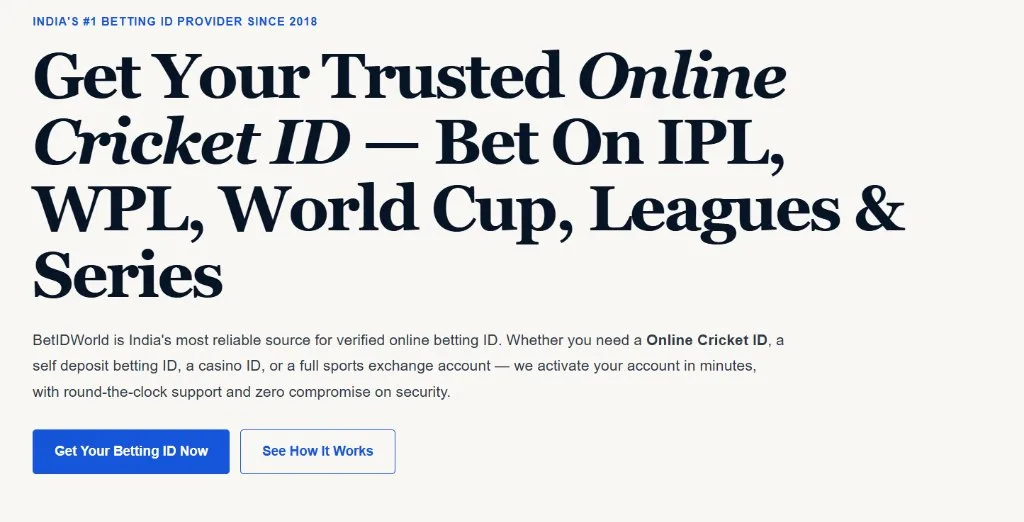 INDIA'S #1 BETTING ID PROVIDER SINCE 2018
Get Your Trusted Online
Cricket ID — Bet On IPL,
WPL, World Cup, Leagues &
Series
BetIDWorld is India's most reliable source for verified online betting ID. Whether you need a Online Cricket ID, a
self deposit betting ID, a casino ID, or a full sports exchange account — we activate your account in minutes,
with round-the-clock support and zero compromise on security.
Get Your Betting ID Now
See How It Works